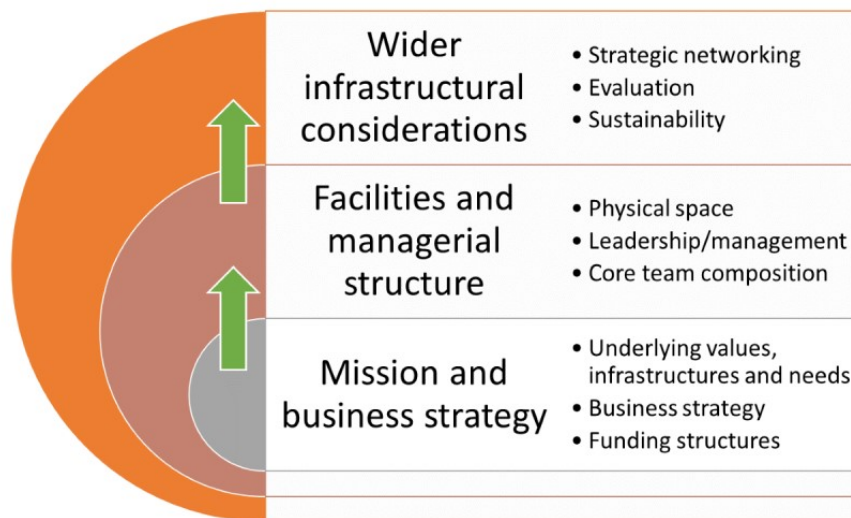 Wider
infrastructural
considerations
• Strategic networking
• Evaluation
• Sustainability
Facilities and
managerial
structure
• Physical space
• Leadership/management
• Core team composition
Mission and
business strategy
• Underlying values,
infrastructures and needs
• Business strategy
• Funding structures